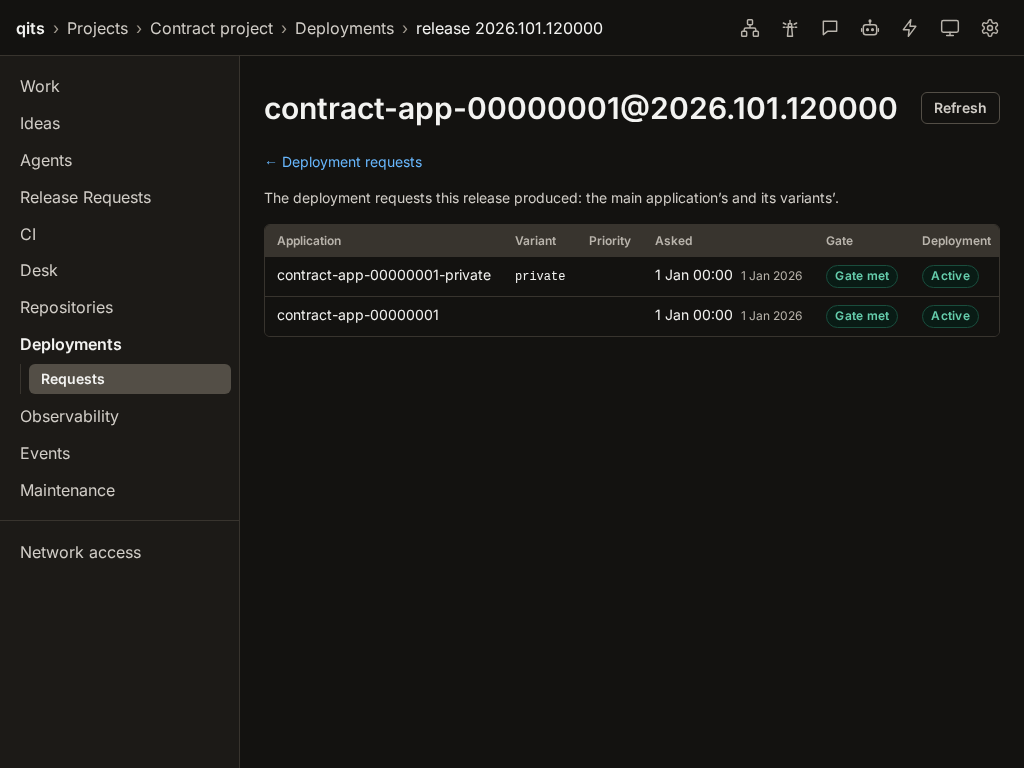 qits › Projects › Contract project › Deployments › release 2026.101.120000
Work
Ideas
Agents
Release Requests
CI
Desk
Repositories
Deployments
Requests
Observability
Events
Maintenance
Network access
contract-app-00000001@2026.101.120000
Refresh
← Deployment requests
The deployment requests this release produced: the main application’s and its variants’.
Application Variant Priority Asked Gate Deployment
contract-app-00000001-private private 1 Jan 00:00 1 Jan 2026 Gate met Active
contract-app-00000001 1 Jan 00:00 1 Jan 2026 Gate met Active